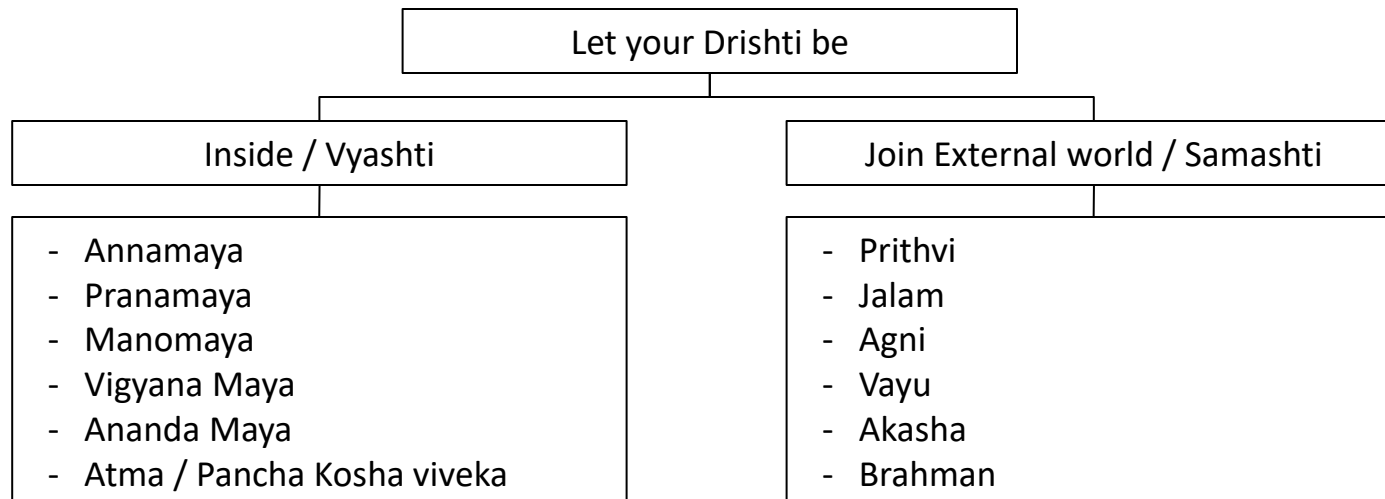 Let your Drishti be
Inside / Vyashti
Join External world / Samashti
- Annamaya
- Pranamaya
- Manomaya
- Vigyana Maya
- Ananda Maya
- Atma / Pancha Kosha viveka
- Prithvi
- Jalam
- Agni
- Vayu
- Akasha
- Brahman